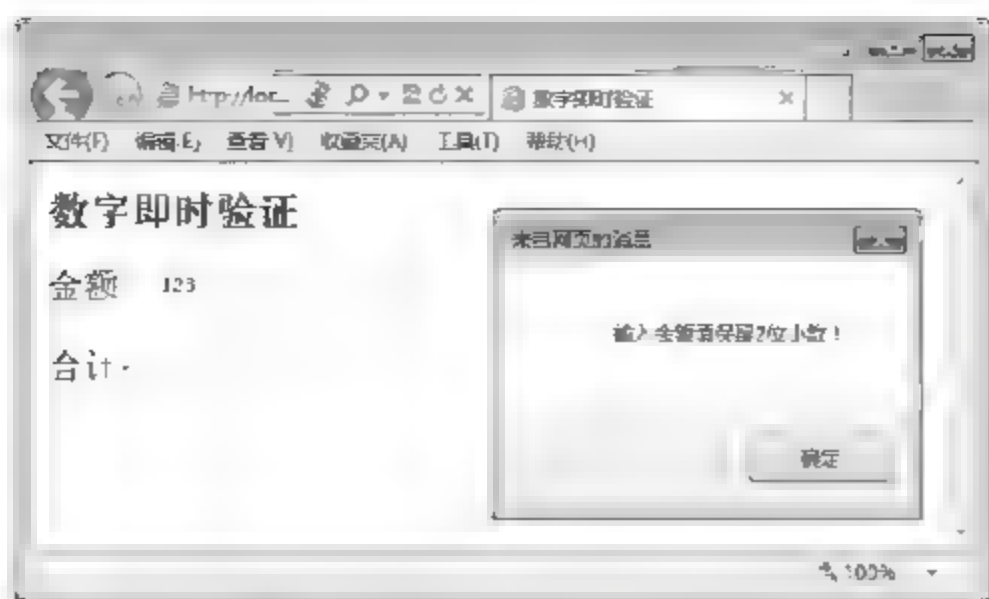 http://loc
数字即时验证
文件(F) 编辑(E) 查看(V) 收藏夹(A) 工具(T) 帮助(H)
数字即时验证
金额 123
合计
来自网页的消息
输入金额须保留2位小数！
确定
100%